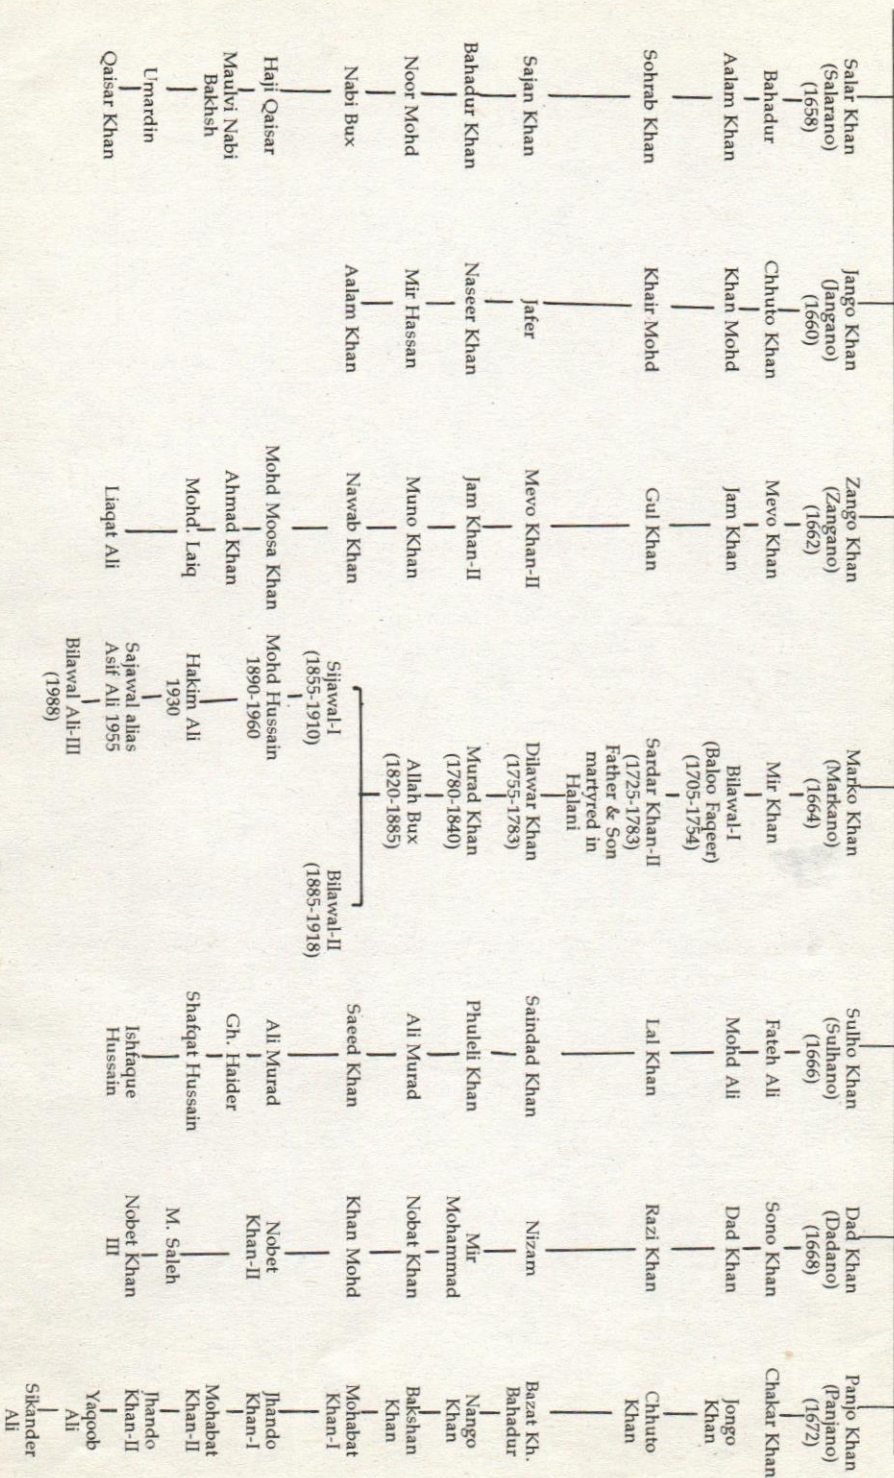 Salar Khan
(Salarano)
(1658)
Bahadur
Aalam Khan
Sohrab Khan
Sajan Khan
Bahadur Khan
Noor Mohd
Nabi Bux
Haji Qaisar
Maulvi Nabi
Bakhsh
Umardin
Qaisar Khan
Jango Khan
(Jangano)
(1660)
Chhuto Khan
Khan Mohd
Khair Mohd
Jafer
Naseer Khan
Mir Hassan
Aalam Khan
Zango Khan
(Zangano)
(1662)
Mevo Khan
Jam Khan
Gul Khan
Mevo Khan-II
Jam Khan-II
Muno Khan
Nawab Khan
Mohd Moosa Khan
Ahmad Khan
Mohd. Laiq
Liaqat Ali
Marko Khan
(Markano)
(1664)
Mir Khan
Bilawal-I
(Baloo Faqeer)
(1705-1754)
Sardar Khan-II
(1725-1783)
Father & Son
martyred in
Halani
Dilawar Khan
(1755-1783)
Murad Khan
(1780-1840)
Allah Bux
(1820-1885)
Sijawal-I
(1855-1910)
Mohd Hussain
1890-1960
Hakim Ali
1930
Sajawal alias
Asif Ali 1955
Bilawal Ali-III
(1988)
Bilawal-II
(1885-1918)
Sulho Khan
(Sulhano)
(1666)
Fateh Ali
Mohd Ali
Lal Khan
Saindad Khan
Phuleli Khan
Ali Murad
Saeed Khan
Ali Murad
Gh. Haider
Shafqat Hussain
Ishfaque
Hussain
Dad Khan
(Dadano)
(1668)
Sono Khan
Dad Khan
Razi Khan
Nizam
Mir
Mohammad
Nobat Khan
Khan Mohd
Nobet
Khan-II
M. Saleh
Nobet Khan
III
Panjo Khan
(Panjano)
(1672)
Chakar Khan
Jongo
Khan
Chhuto
Khan
Bazat Kh.
Bahadur
Nango
Khan
Bakshan
Khan
Mohabat
Khan-I
Jhando
Khan-I
Mohabat
Khan-II
Jhando
Khan-II
Yaqoob
Ali
Sikander
Ali